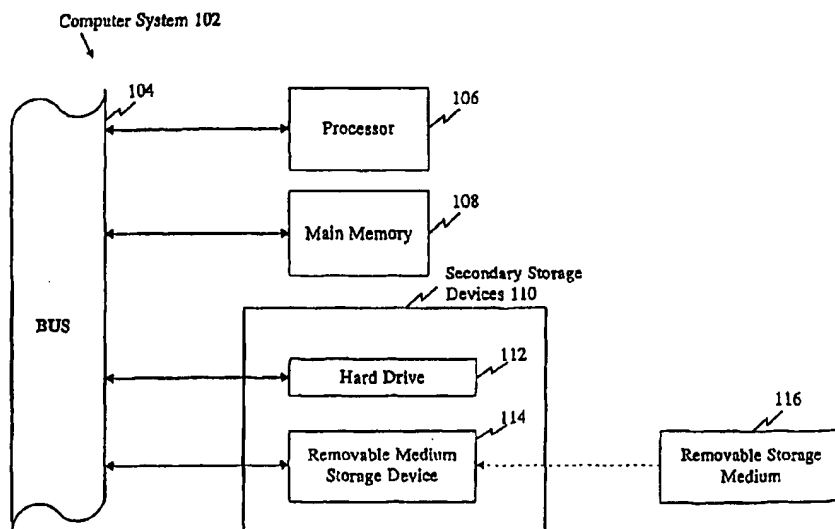 Computer System 102
104
106
Processor
108
Main Memory
Secondary Storage
Devices 110
BUS
112
Hard Drive
114
116
Removable Medium
Storage Device
Removable Storage
Medium